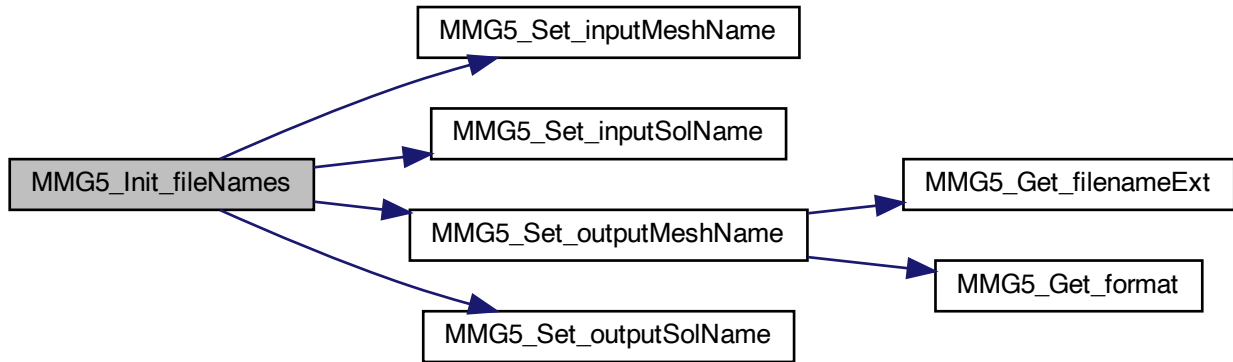 MMG5_Set_inputMeshName
MMG5_Set_inputSolName
MMG5_Init_fileNames
MMG5_Get_filenameExt
MMG5_Set_outputMeshName
MMG5_Get_format
MMG5_Set_outputSolName